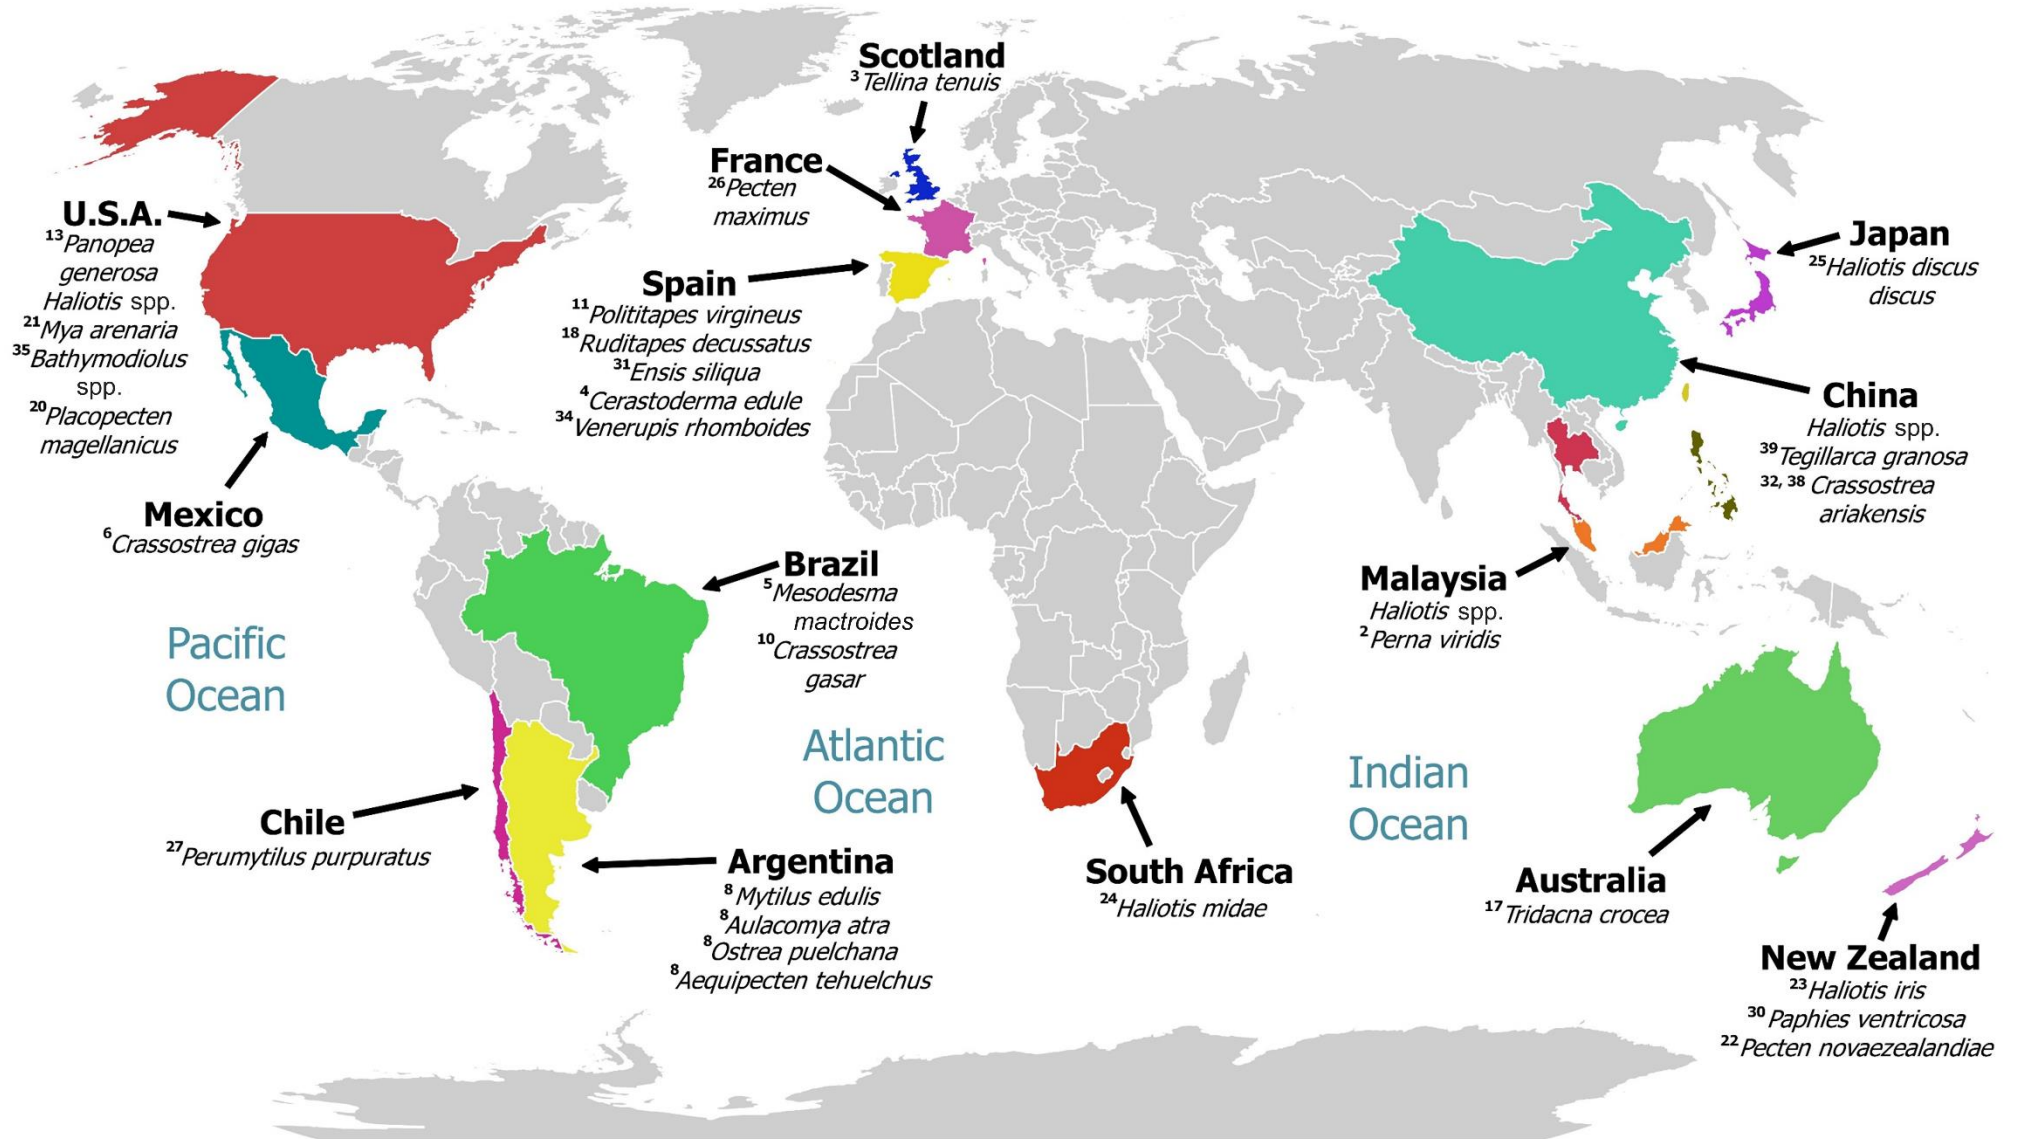 Scotland
3 Tellina tenuis
France
26 Pecten
maximus
U.S.A.
13 Panopea
generosa
Haliotis spp.
21 Mya arenaria
35 Bathymodiolus
spp.
20 Placopecten
magellanicus
Spain
11 Polititapes virgineus
18 Ruditapes decussatus
31 Ensis siliqua
4 Cerastoderma edule
34 Venerupis rhomboides
Japan
25 Haliotis discus
discus
China
Haliotis spp.
39 Tegillarca granosa
32, 38 Crassostrea
ariakensis
Mexico
6 Crassostrea gigas
Brazil
5 Mesodesma
mactroides
10 Crassostrea
gasar
Malaysia
Haliotis spp.
2 Perna viridis
Pacific
Ocean
Atlantic
Ocean
Indian
Ocean
Chile
27 Perumytilus purpuratus
Argentina
8 Mytilus edulis
8 Aulacomya atra
8 Ostrea puelchana
8 Aequipecten tehuelchus
South Africa
24 Haliotis midae
Australia
17 Tridacna crocea
New Zealand
23 Haliotis iris
30 Paphies ventricosa
22 Pecten novaezealandiae